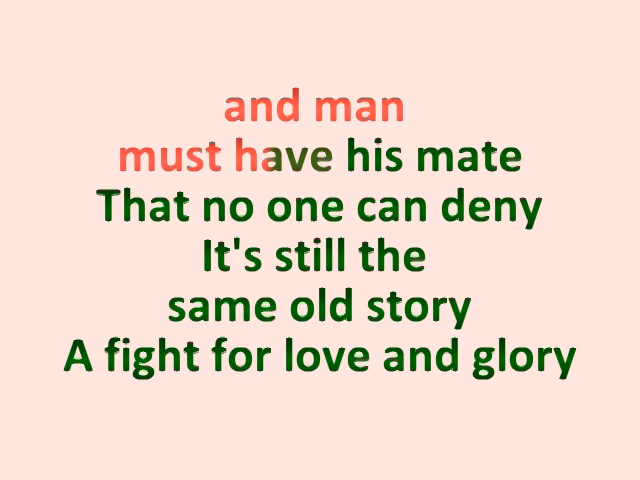 and man
must have his mate
That no one can deny
It's still the
same old story
A fight for love and glory